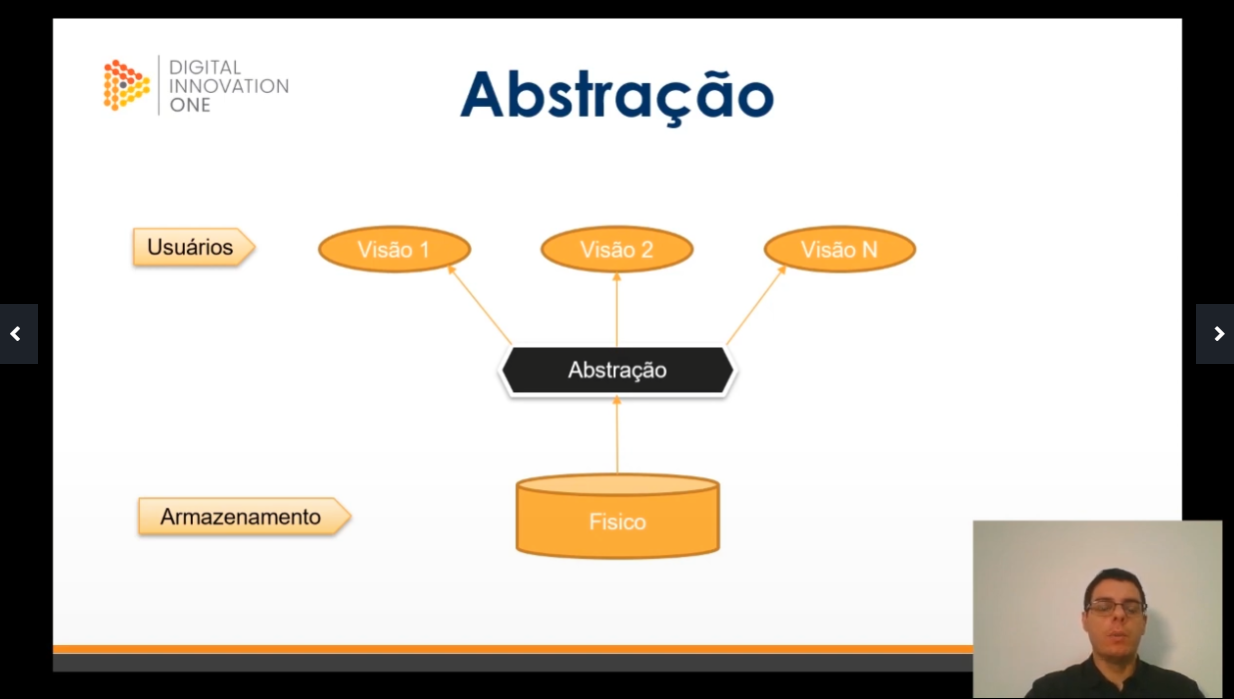 DIGITAL
INNOVATION
ONE
Abstração
Usuários
Visão 1
Visão 2
Visão N
Abstração
Armazenamento
Fisico